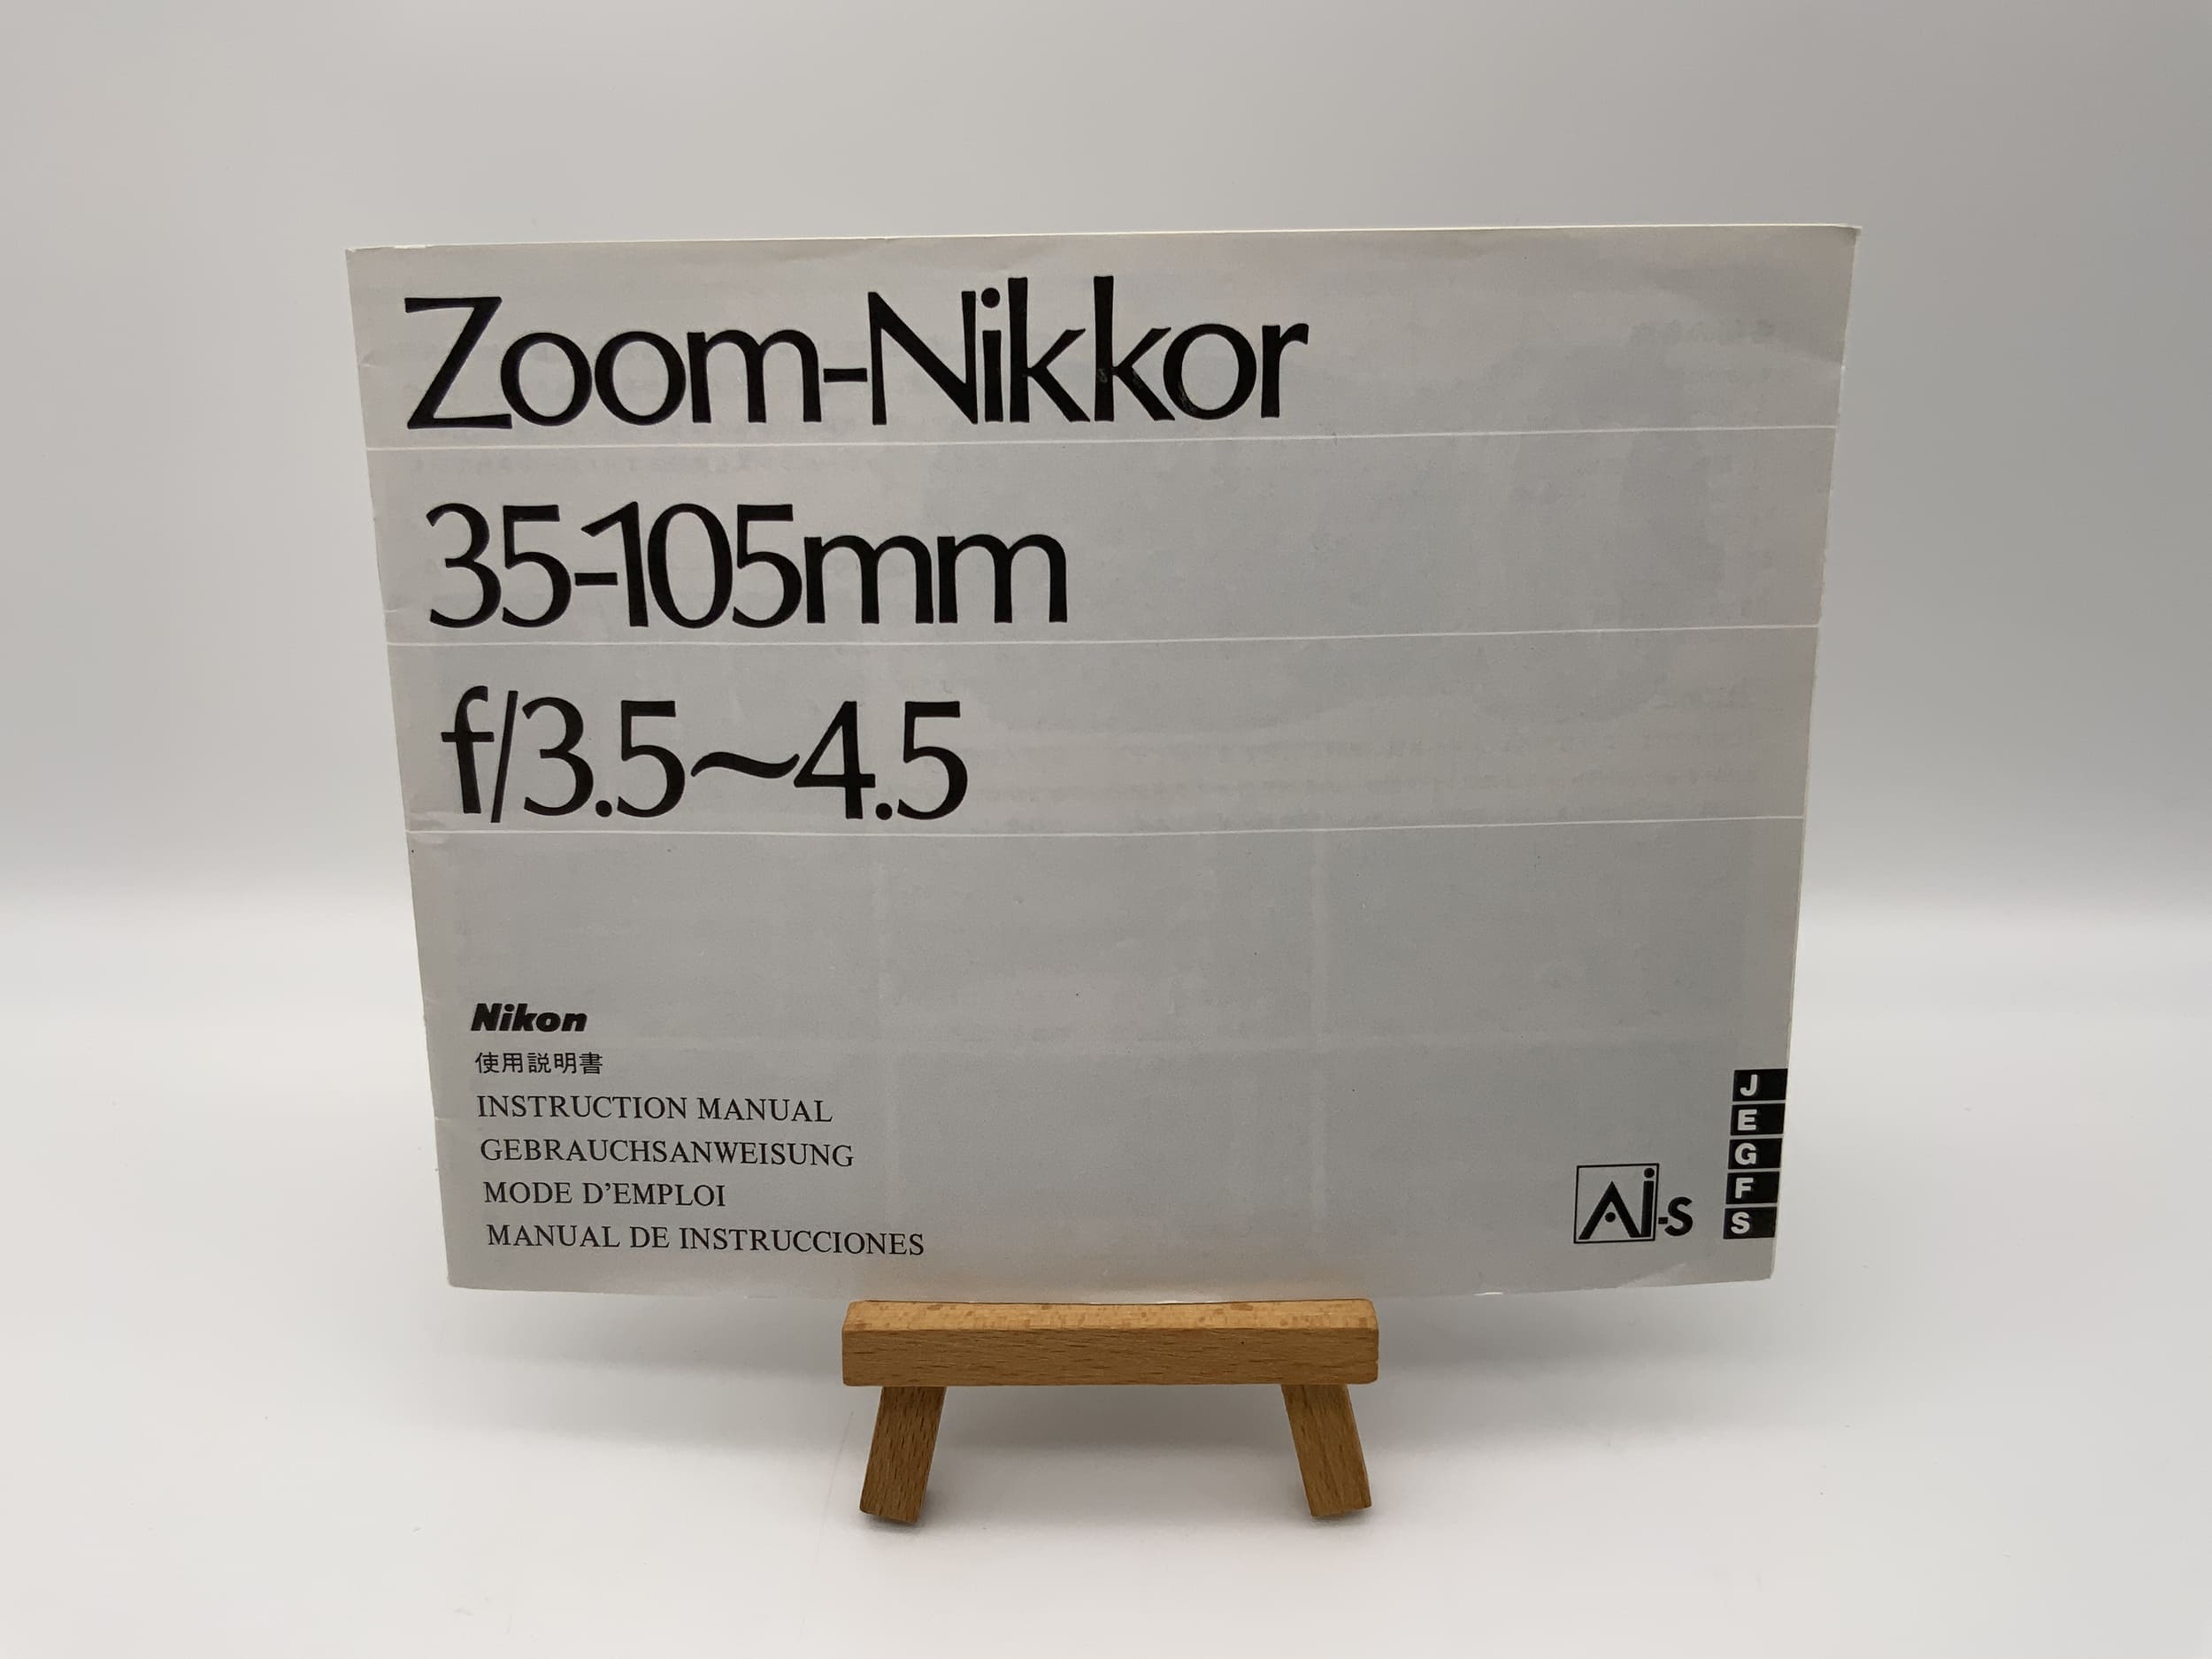 Zoom-Nikkor
35-105mm
f/3.5~4.5
Nikon
使用説明書
INSTRUCTION MANUAL
GEBRAUCHSANWEISUNG
MODE D'EMPLOI
MANUAL DE INSTRUCCIONES
Ai-s
J
E
G
F
S